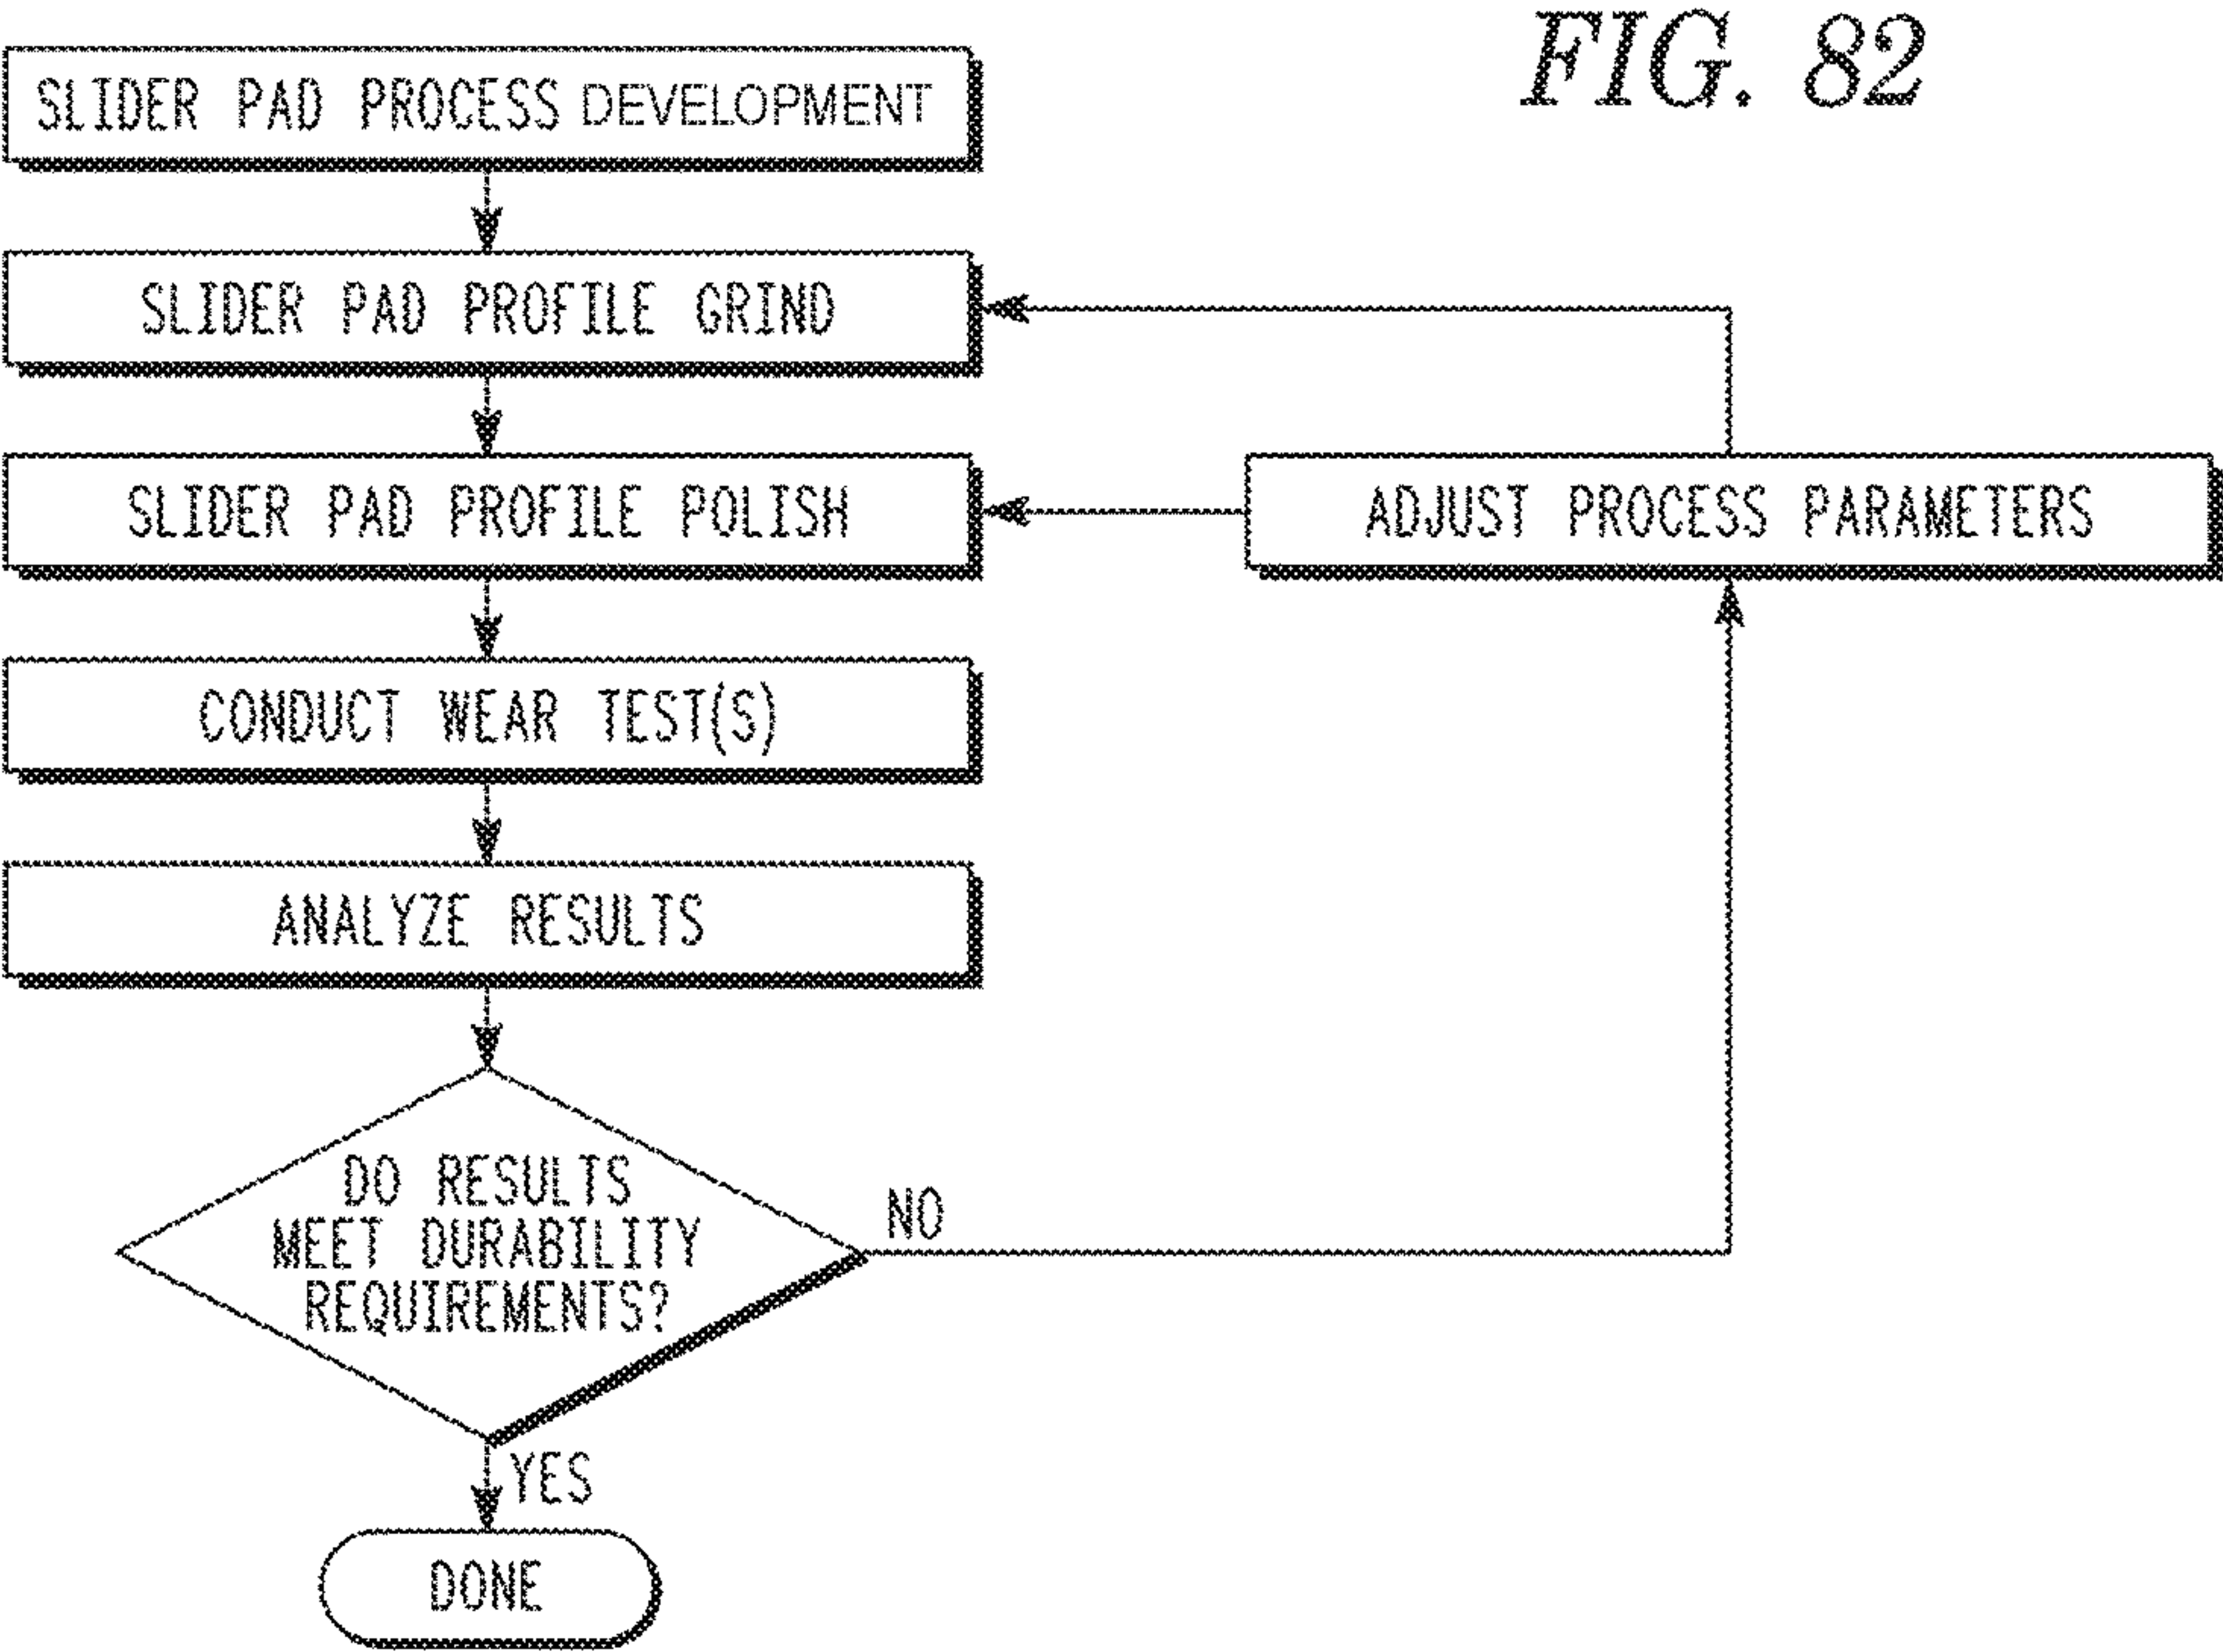 FIG. 82
SLIDER PAD PROCESS DEVELOPMENT
SLIDER PAD PROFILE GRIND
SLIDER PAD PROFILE POLISH
ADJUST PROCESS PARAMETERS
CONDUCT WEAR TEST(S)
ANALYZE RESULTS
DO RESULTS
MEET DURABILITY
REQUIREMENTS?
NO
YES
DONE